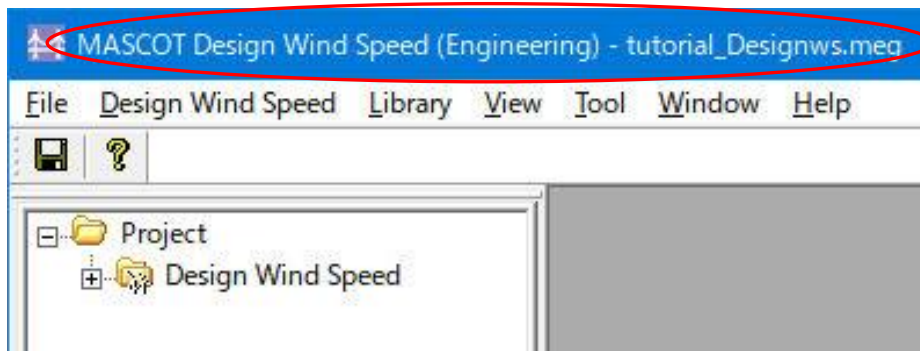 MASCOT Design Wind Speed (Engineering) - tutorial_Designws.meg
File Design Wind Speed Library View Tool Window Help
Project
Design Wind Speed